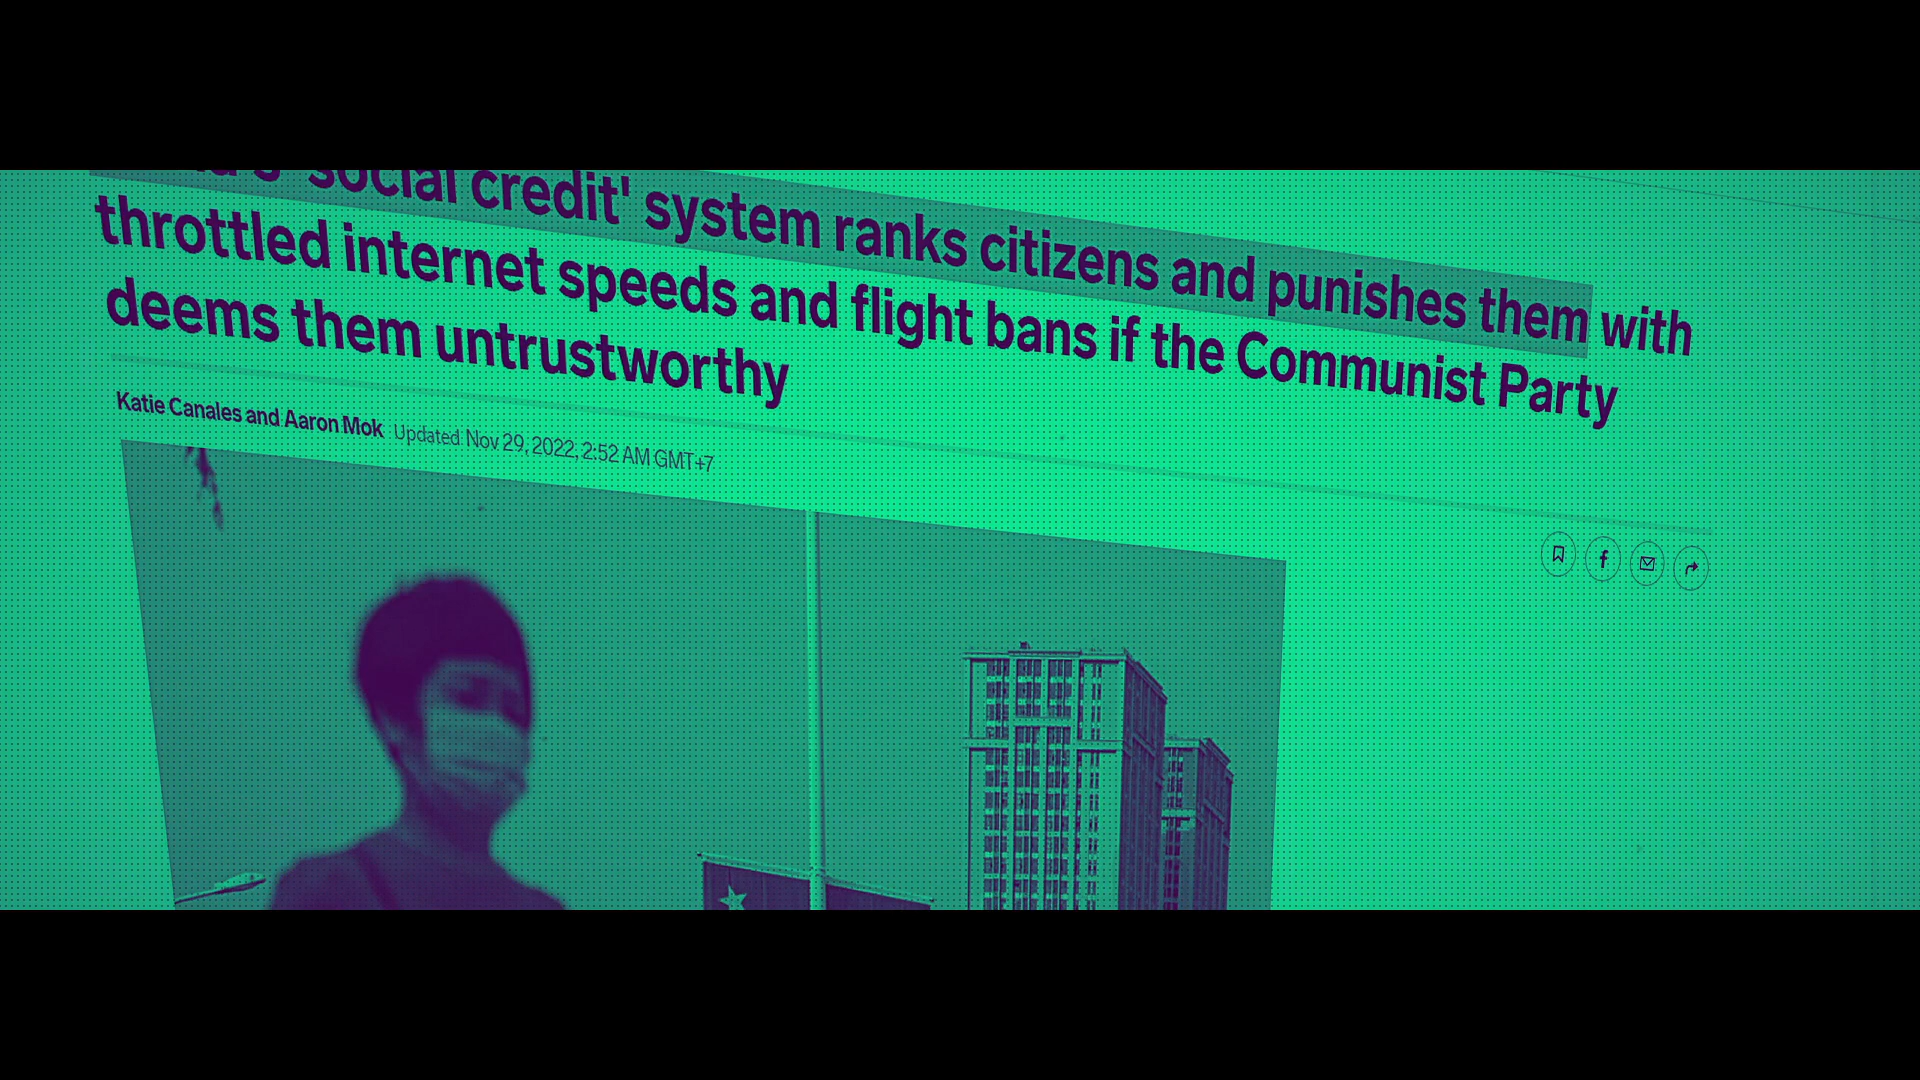 'social credit' system ranks citizens and punishes them with
throttled internet speeds and flight bans if the Communist Party
deems them untrustworthy
Katie Canales and Aaron Mok Updated Nov 29, 2022, 2:52 AM GMT+7